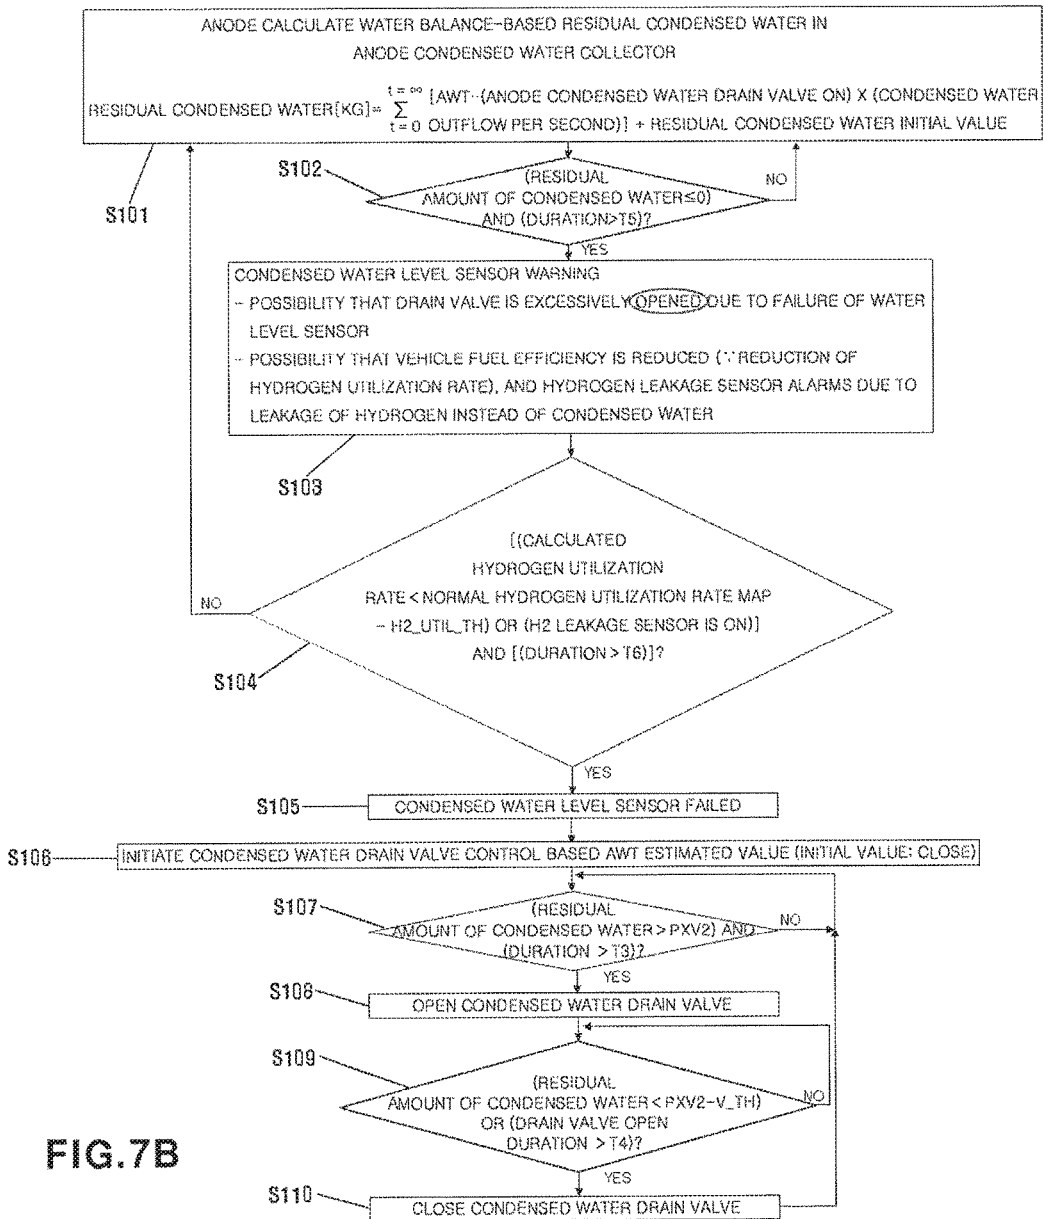 ANODE CALCULATE WATER BALANCE-BASED RESIDUAL CONDENSED WATER IN
ANODE CONDENSED WATER COLLECTOR
t = ∞
RESIDUAL CONDENSED WATER[KG]= ∑ [AWT-(ANODE CONDENSED WATER DRAIN VALVE ON) X (CONDENSED WATER
t = 0 OUTFLOW PER SECOND)] + RESIDUAL CONDENSED WATER INITIAL VALUE
S101
S102
(RESIDUAL
AMOUNT OF CONDENSED WATER≤0)
AND (DURATION>T5)?
NO
YES
CONDENSED WATER LEVEL SENSOR WARNING
- POSSIBILITY THAT DRAIN VALVE IS EXCESSIVELY OPENED DUE TO FAILURE OF WATER
LEVEL SENSOR
- POSSIBILITY THAT VEHICLE FUEL EFFICIENCY IS REDUCED (∵REDUCTION OF
HYDROGEN UTILIZATION RATE), AND HYDROGEN LEAKAGE SENSOR ALARMS DUE TO
LEAKAGE OF HYDROGEN INSTEAD OF CONDENSED WATER
S103
[(CALCULATED
HYDROGEN UTILIZATION
RATE<NORMAL HYDROGEN UTILIZATION RATE MAP
- H2_UTIL_TH) OR (H2 LEAKAGE SENSOR IS ON)]
AND [(DURATION>T6)]?
NO
S104
YES
S105
CONDENSED WATER LEVEL SENSOR FAILED
S106
INITIATE CONDENSED WATER DRAIN VALVE CONTROL BASED AWT ESTIMATED VALUE (INITIAL VALUE: CLOSE)
S107
(RESIDUAL
AMOUNT OF CONDENSED WATER>PXV2) AND
(DURATION >T3)?
NO
YES
S108
OPEN CONDENSED WATER DRAIN VALVE
S109
(RESIDUAL
AMOUNT OF CONDENSED WATER<PXV2-V_TH)
OR (DRAIN VALVE OPEN
DURATION >T4)?
NO
YES
S110
CLOSE CONDENSED WATER DRAIN VALVE
FIG.7B